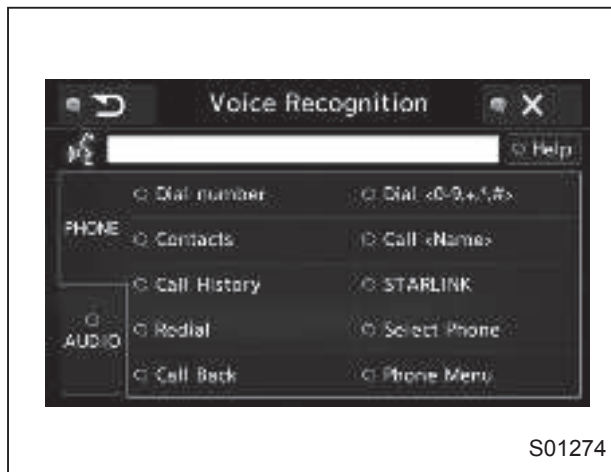 Voice Recognition
Help
PHONE
Dial number
Dial <0-9,+,*,#>
Contacts
Call <Name>
Call History
STARLINK
AUDIO
Redial
Select Phone
Call Back
Phone Menu
S01274